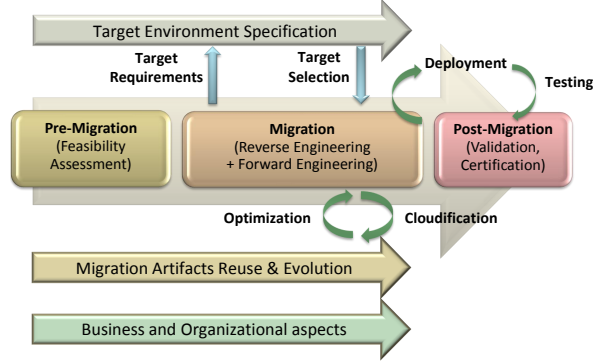 Target Environment Specification
Target
Requirements
Target
Selection
Deployment
Testing
Pre-Migration
(Feasibility
Assessment)
Migration
(Reverse Engineering
+ Forward Engineering)
Post-Migration
(Validation,
Certification)
Optimization
Cloudification
Migration Artifacts Reuse & Evolution
Business and Organizational aspects